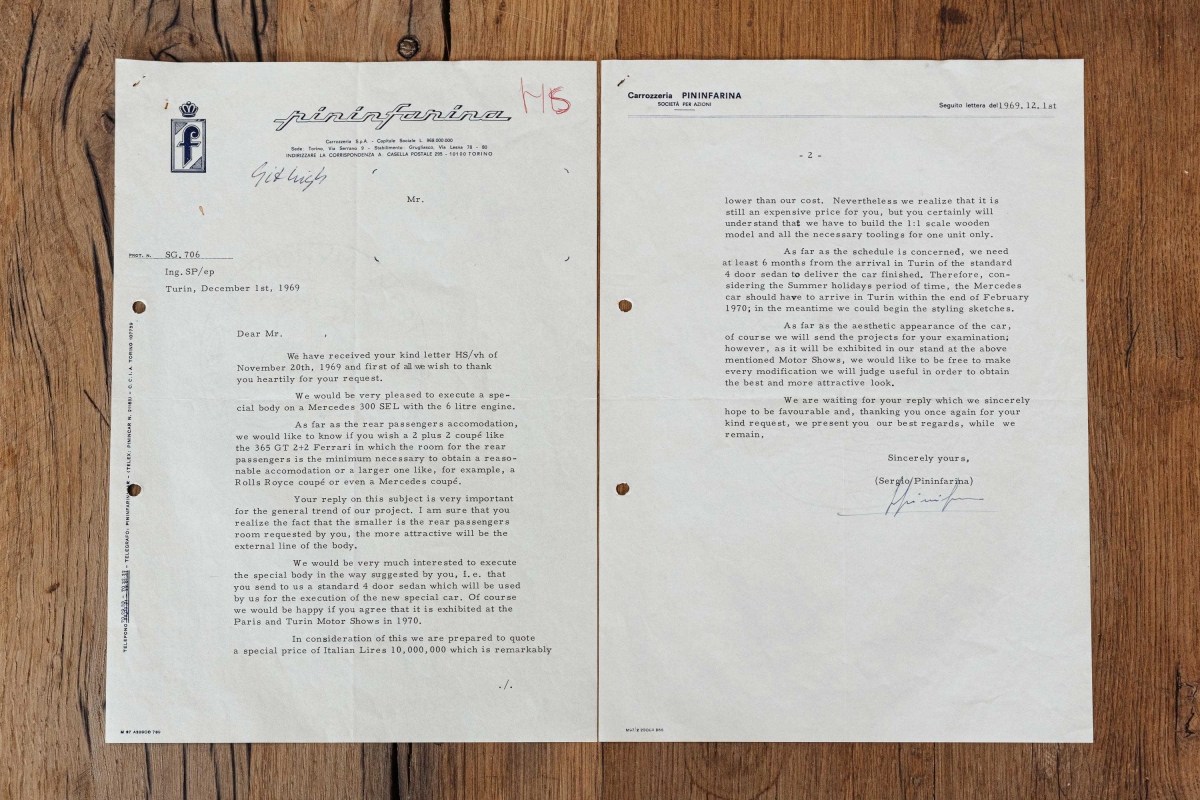 f
pininfarina
HS
Carrozzeria S.p.A. - Capitale Sociale L. 968.000.000
Sede: Torino, Via Serrano 9 - Stabilimento: Grugliasco, Via Lesna 78 - 80
INDIRIZZARE LA CORRISPONDENZA A: CASELLA POSTALE 295 - 10100 TORINO
Mr.
PROT. N. SG.706
Ing.SP/ep
Turin, December 1st, 1969
Dear Mr. ,
We have received your kind letter HS/vh of
November 20th, 1969 and first of all we wish to thank
you heartily for your request.
We would be very pleased to execute a spe-
cial body on a Mercedes 300 SEL with the 6 litre engine.
As far as the rear passengers accomodation,
we would like to know if you wish a 2 plus 2 coupé like
the 365 GT 2+2 Ferrari in which the room for the rear
passengers is the minimum necessary to obtain a reaso-
nable accomodation or a larger one like, for example, a
Rolls Royce coupé or even a Mercedes coupé.
Your reply on this subject is very important
for the general trend of our project. I am sure that you
realize the fact that the smaller is the rear passengers
room requested by you, the more attractive will be the
external line of the body.
We would be very much interested to execute
the special body in the way suggested by you, I.e. that
you send to us a standard 4 door sedan which will be used
by us for the execution of the new special car. Of course
we would be happy if you agree that it is exhibited at the
Paris and Turin Motor Shows in 1970.
In consideration of this we are prepared to quote
a special price of Italian Lires 10,000,000 which is remarkably
./.
Carrozzeria PININFARINA
SOCIETÀ PER AZIONI
Seguito lettera del 1969.12.1st
- 2 -
lower than our cost. Nevertheless we realize that it is
still an expensive price for you, but you certainly will
understand that we have to build the 1:1 scale wooden
model and all the necessary toolings for one unit only.
As far as the schedule is concerned, we need
at least 6 months from the arrival in Turin of the standard
4 door sedan to deliver the car finished. Therefore, con-
sidering the Summer holidays period of time, the Mercedes
car should have to arrive in Turin within the end of February
1970; in the meantime we could begin the styling sketches.
As far as the aesthetic appearance of the car,
of course we will send the projects for your examination;
however, as it will be exhibited in our stand at the above
mentioned Motor Shows, we would like to be free to make
every modification we will judge useful in order to obtain
the best and more attractive look.
We are waiting for your reply which we sincerely
hope to be favourable and, thanking you once again for your
kind request, we present you our best regards, while we
remain,
Sincerely yours,
(Sergio/Pininfarina)